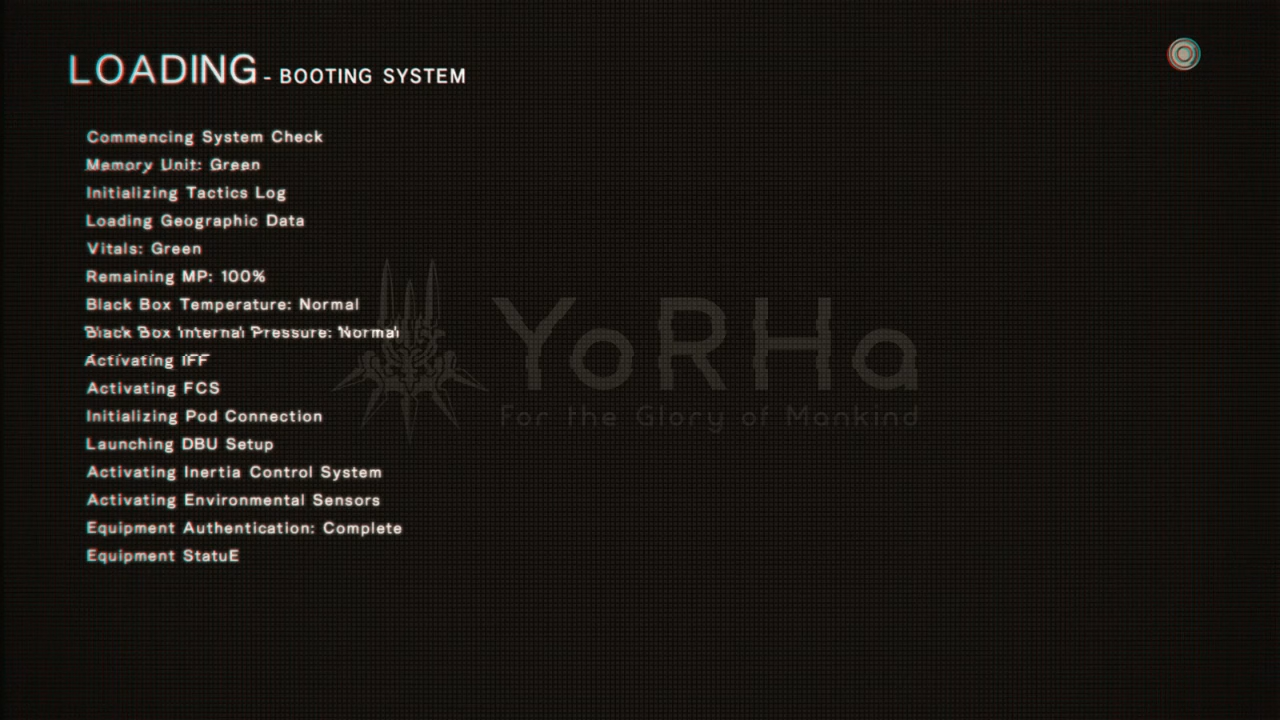 LOADING - BOOTING SYSTEM
Commencing System Check
Memory Unit: Green
Initializing Tactics Log
Loading Geographic Data
Vitals: Green
Remaining MP: 100%
Black Box Temperature: Normal
Black Box Internal Pressure: Normal
Activating IFF
Activating FCS
Initializing Pod Connection
Launching DBU Setup
Activating Inertia Control System
Activating Environmental Sensors
Equipment Authentication: Complete
Equipment StatuE
YoRHa
For the Glory of Mankind